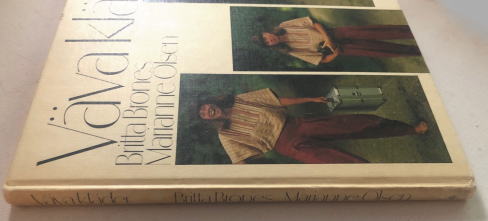 Väva klä
Britta Brones
Marianne Olsen
Väva kläder Britta Brones Marianne Olsen